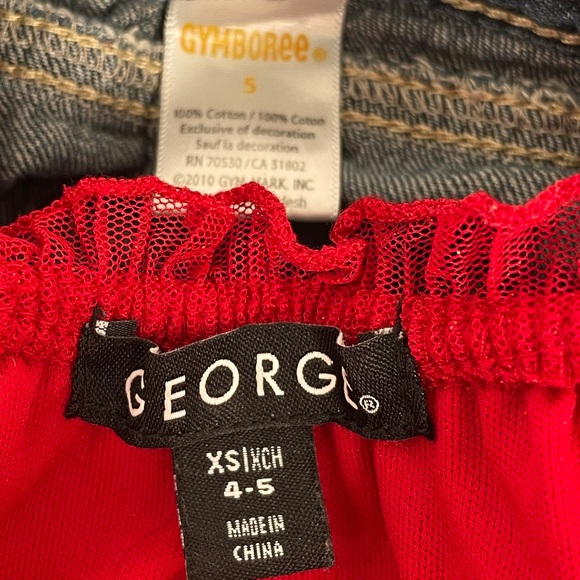 GYMBOREE®
5
100% Cotton / 100% Coton
Exclusive of decoration
Sauf la decoration
RN 70530 / CA 31802
©2010 GYM-MARK, INC.
GEORGE®
XS|XCH
4-5
MADE IN
CHINA